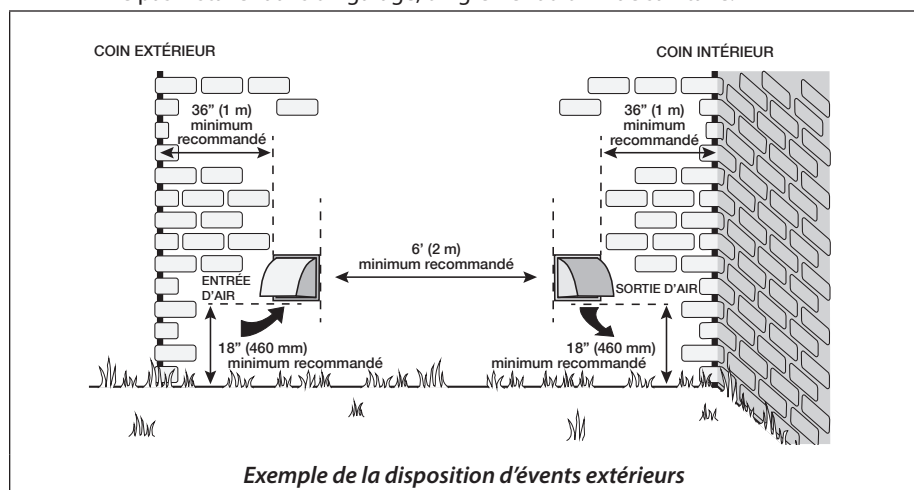 COIN EXTÉRIEUR
COIN INTÉRIEUR
36” (1 m)
minimum
recommandé
36” (1 m)
minimum
recommandé
6’ (2 m)
minimum recommandé
ENTRÉE
D’AIR
SORTIE D’AIR
18” (460 mm)
minimum recommandé
18” (460 mm)
minimum recommandé
Exemple de la disposition d’évents extérieurs